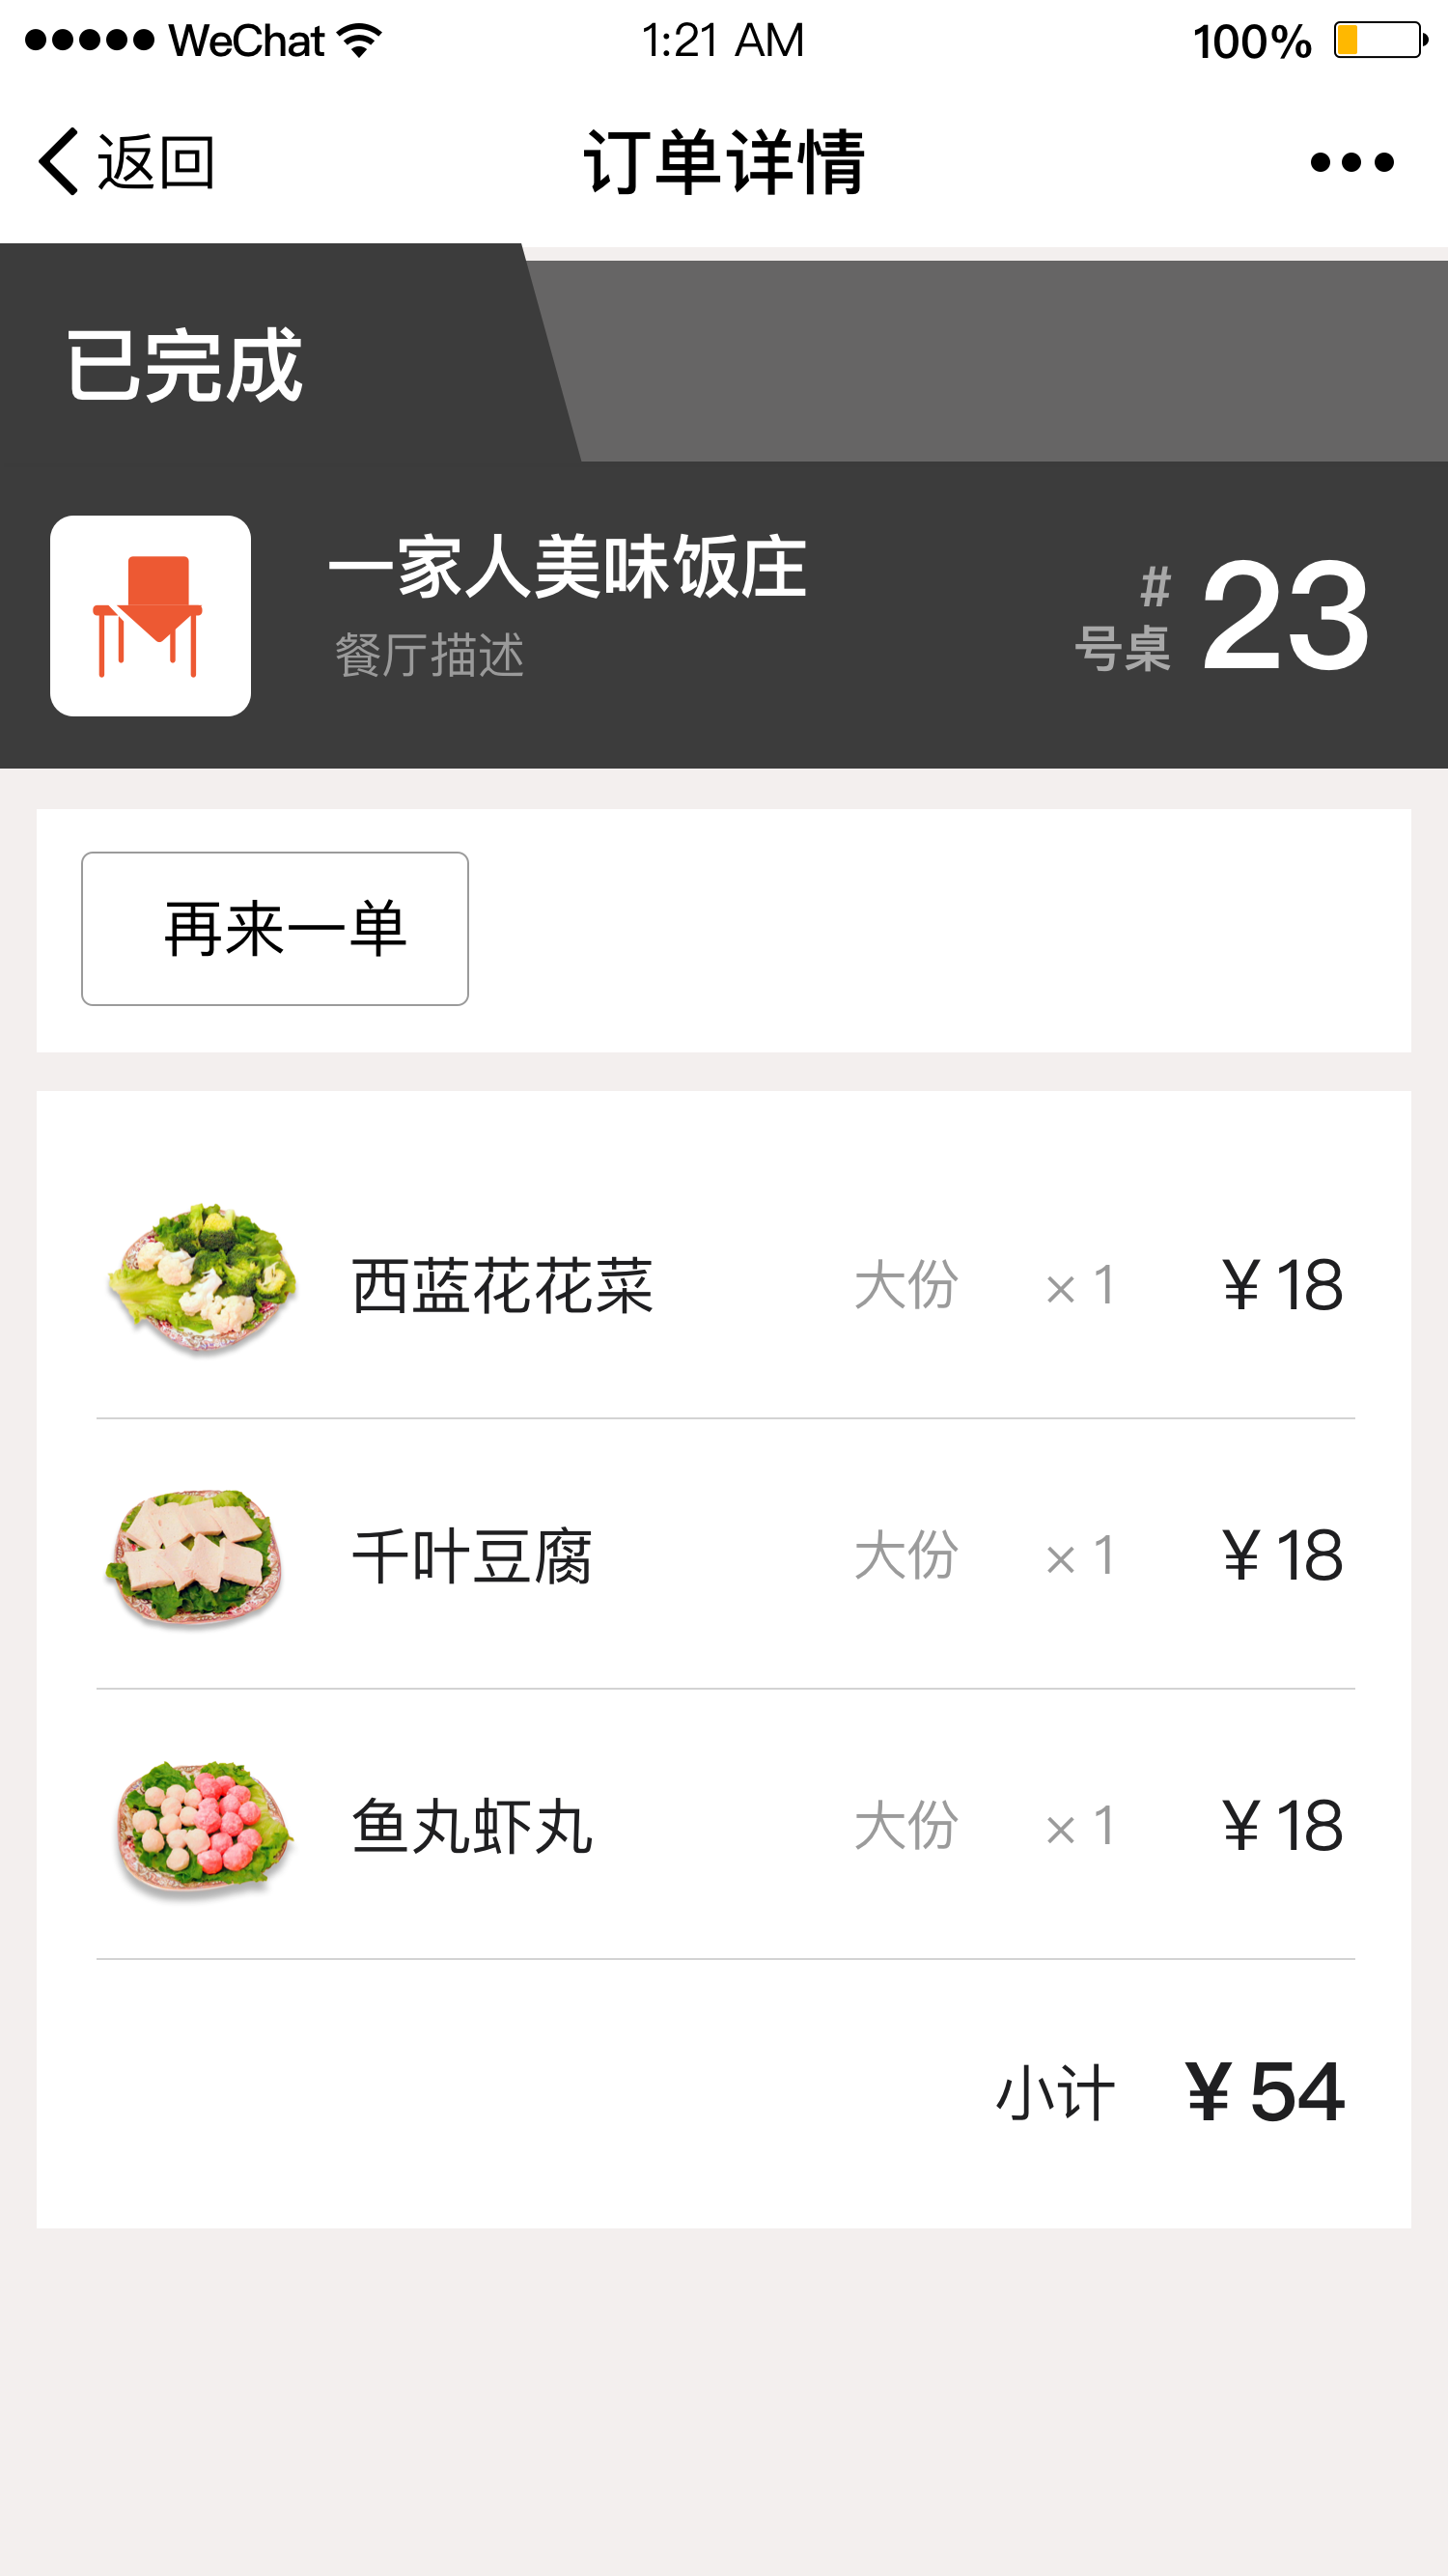 WeChat 1:21 AM 100%
返回 订单详情
已完成
一家人美味饭庄
餐厅描述
#
号桌 23
再来一单
西蓝花花菜 大份 × 1 ¥ 18
千叶豆腐 大份 × 1 ¥ 18
鱼丸虾丸 大份 × 1 ¥ 18
小计 ¥ 54